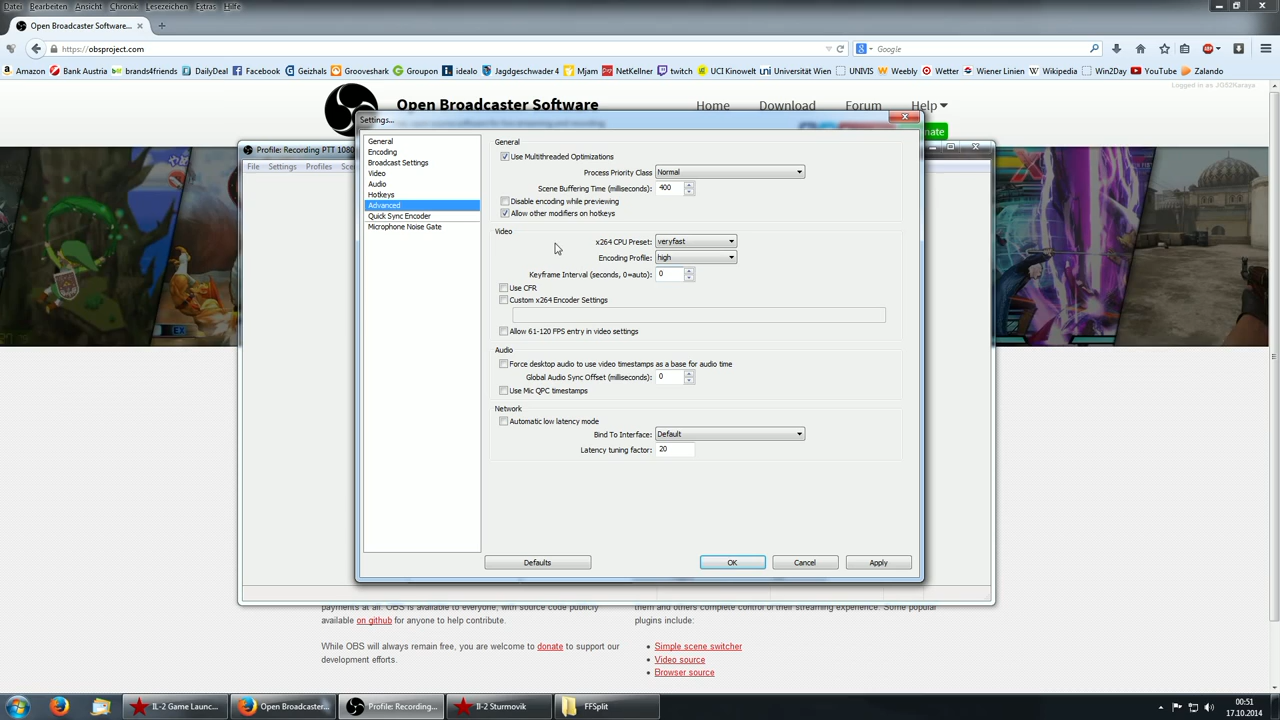 Datei Bearbeiten Ansicht Chronik Lesezeichen Extras Hilfe
Open Broadcaster Software...
https://obsproject.com
Google
Amazon Bank Austria brands4friends DailyDeal Facebook Geizhals Grooveshark Groupon idealo Jagdgeschwader 4 Mjam NetKellner twitch UCI Kinowelt Universität Wien UNIVIS Weebly Wetter Wiener Linien Wikipedia Win2Day YouTube Zalando
Logged in as JG52Karaya
Open Broadcaster Software
Home Download Forum Help
Settings...
Profile: Recording PTT 1080
File Settings Profiles
General
Encoding
Broadcast Settings
Video
Audio
Hotkeys
Advanced
Quick Sync Encoder
Microphone Noise Gate
General
Use Multithreaded Optimizations
Process Priority Class Normal
Scene Buffering Time (milliseconds): 400
Disable encoding while previewing
Allow other modifiers on hotkeys
Video
x264 CPU Preset: veryfast
Encoding Profile: high
Keyframe Interval (seconds, 0=auto): 0
Use CFR
Custom x264 Encoder Settings
Allow 61-120 FPS entry in video settings
Audio
Force desktop audio to use video timestamps as a base for audio time
Global Audio Sync Offset (milliseconds): 0
Use Mic QPC timestamps
Network
Automatic low latency mode
Bind To Interface: Default
Latency tuning factor: 20
Defaults OK Cancel Apply
payments at all. OBS is available to everyone, with source code publicly
available on github for anyone to help contribute.
While OBS will always remain free, you are welcome to donate to support our
development efforts.
them and others complete control of their streaming experience. Some popular
plugins include:
Simple scene switcher
Video source
Browser source
IL-2 Game Launc... Open Broadcaster... Profile: Recording... Il-2 Sturmovik FFSplit
00:51
17.10.2014